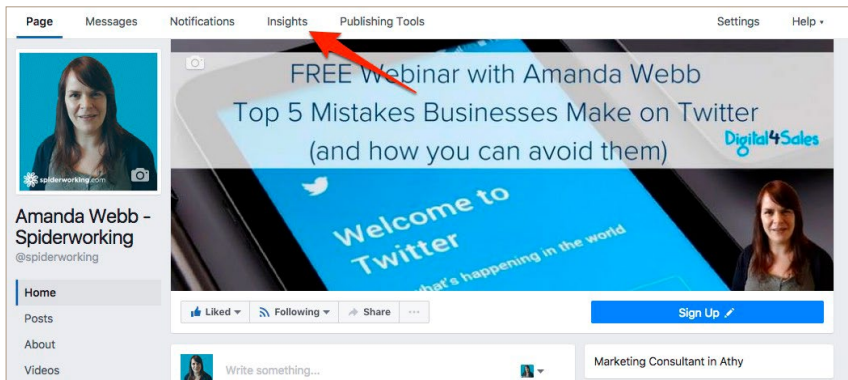 Page Messages Notifications Insights Publishing Tools Settings Help
FREE Webinar with Amanda Webb
Top 5 Mistakes Businesses Make on Twitter
(and how you can avoid them)
Digital4Sales
Welcome to
Twitter
what's happening in the world
spiderworking.com
Amanda Webb -
Spiderworking
@spiderworking
Home
Posts
About
Videos
Liked Following Share ...
Sign Up
Write something...
Marketing Consultant in Athy